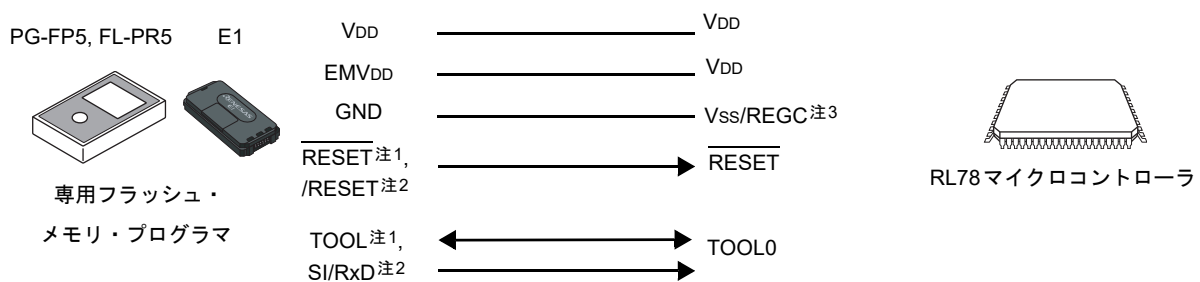 PG-FP5, FL-PR5 E1
専用フラッシュ・
メモリ・プログラマ
VDD
VDD
EMVDD
VDD
GND
VSS/REGC注3
RESET注1,
/RESET注2
RESET
TOOL注1,
SI/RxD注2
TOOL0
RL78マイクロコントローラ